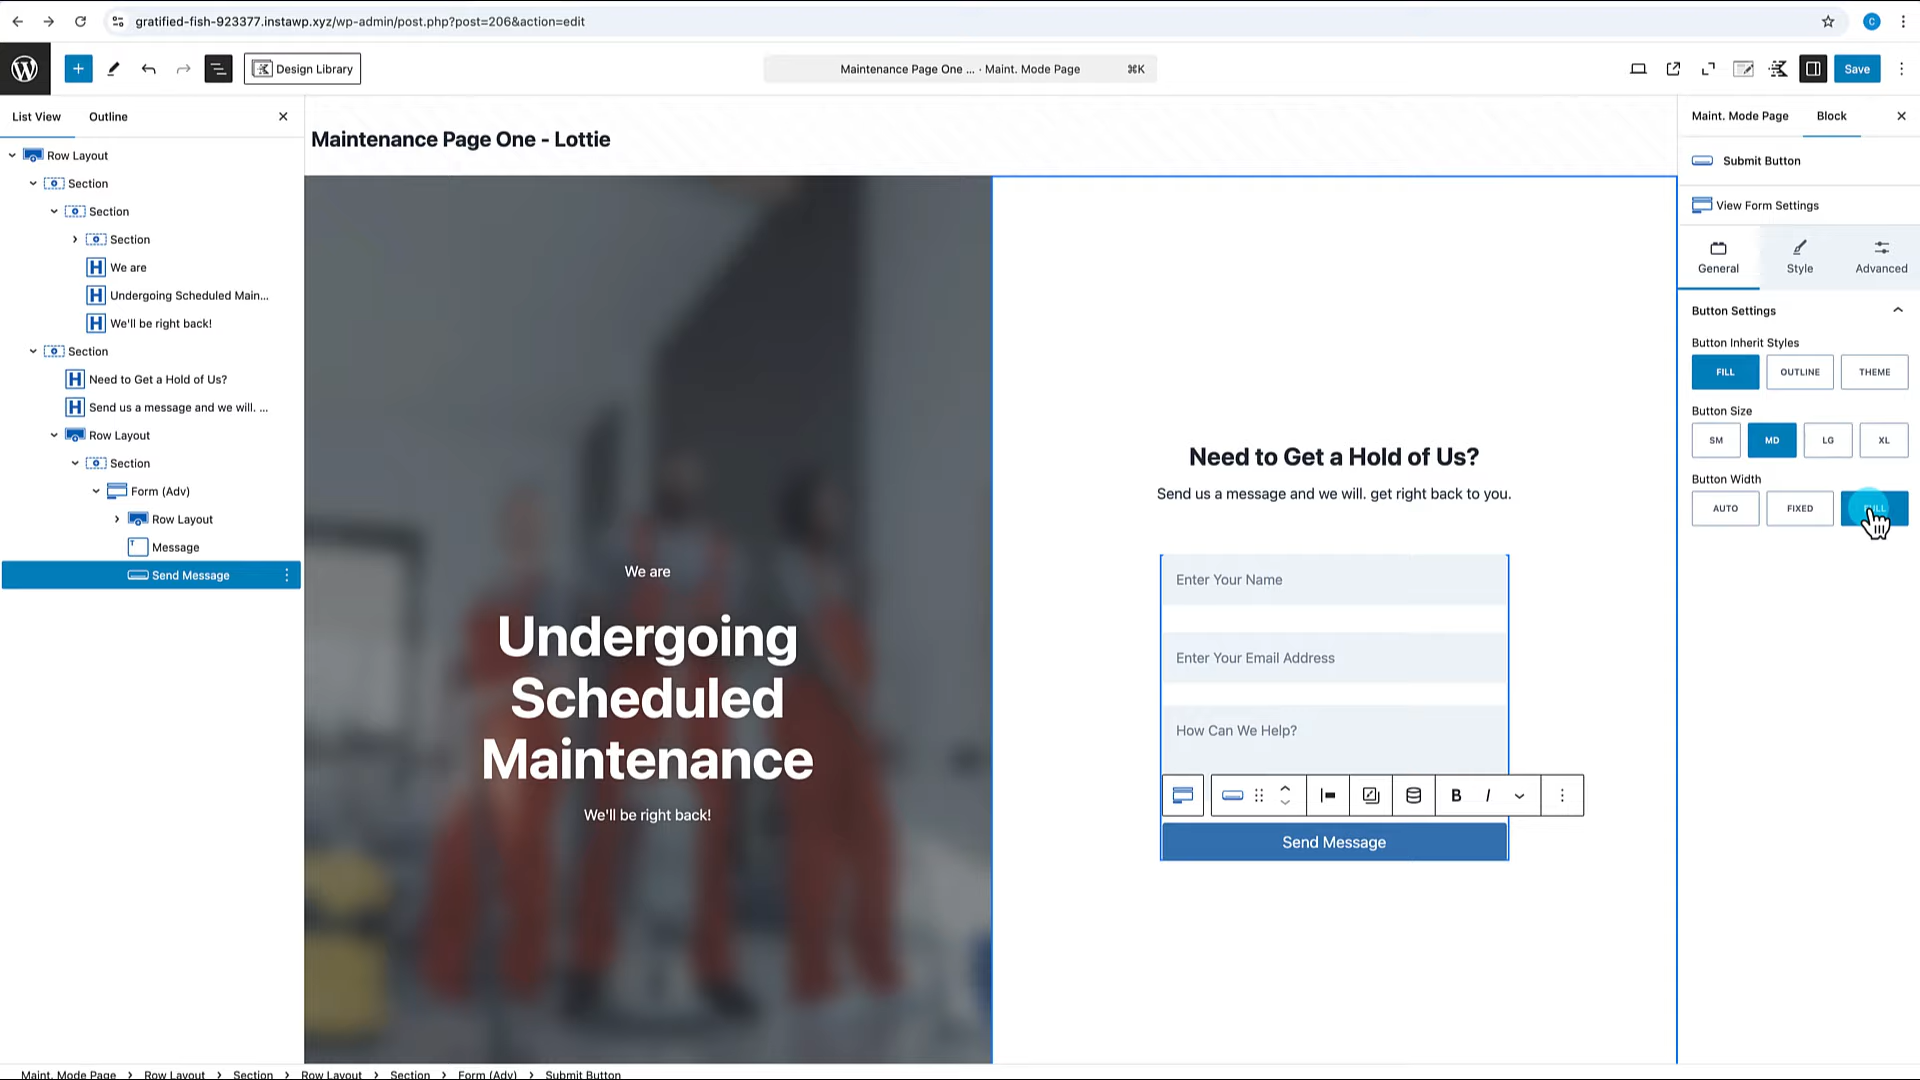 gratified-fish-923377.instawp.xyz/wp-admin/post.php?post=206&action=edit
C
Design Library
Maintenance Page One ... · Maint. Mode Page ⌘K
Save
List View Outline
Row Layout
Section
Section
Section
We are
Undergoing Scheduled Main...
We'll be right back!
Section
Need to Get a Hold of Us?
Send us a message and we will. ...
Row Layout
Section
Form (Adv)
Row Layout
Message
Send Message
Maintenance Page One - Lottie
We are
Undergoing
Scheduled
Maintenance
We'll be right back!
Need to Get a Hold of Us?
Send us a message and we will. get right back to you.
Enter Your Name
Enter Your Email Address
How Can We Help?
B I
Send Message
Maint. Mode Page Block
Submit Button
View Form Settings
General Style Advanced
Button Settings
Button Inherit Styles
FILL OUTLINE THEME
Button Size
SM MD LG XL
Button Width
AUTO FIXED FULL
Maint. Mode Page > Row Layout > Section > Row Layout > Section > Form (Adv) > Submit Button